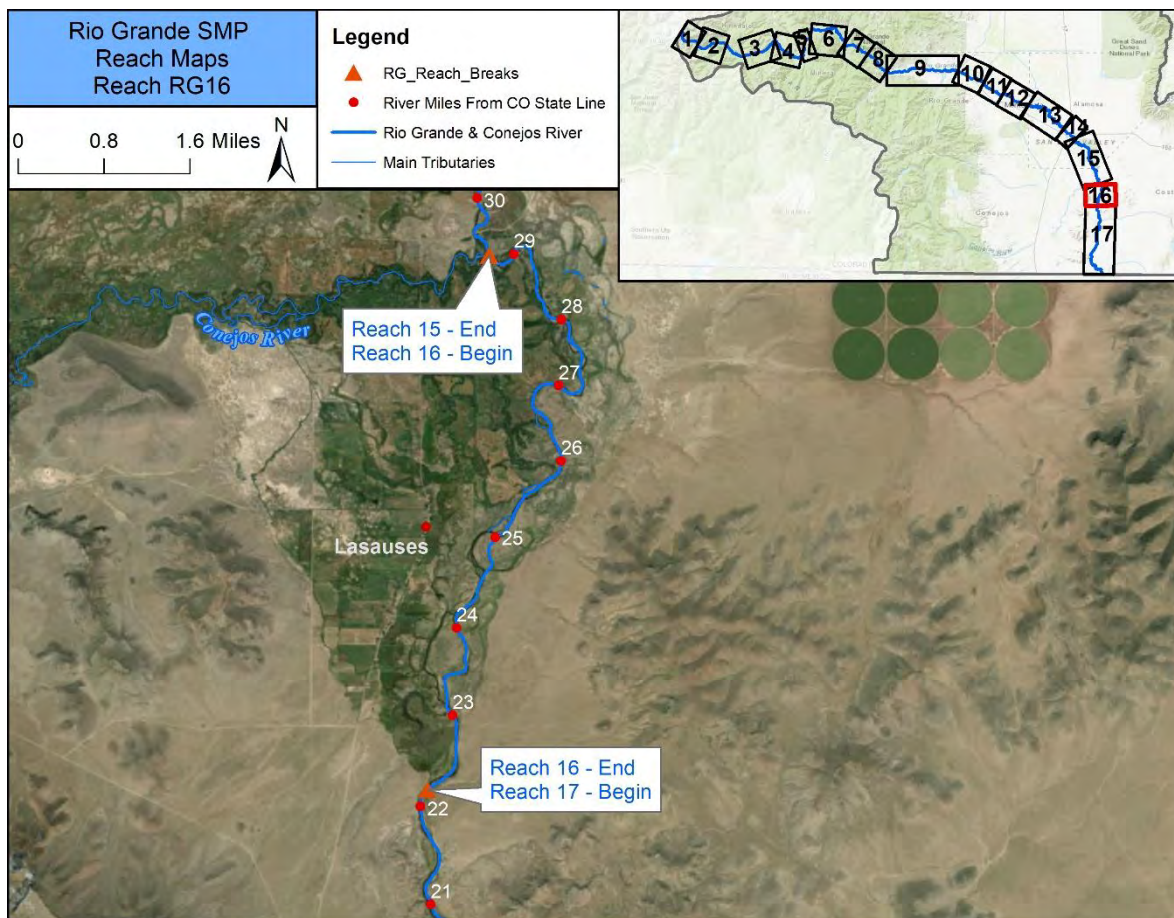 Rio Grande SMP
Reach Maps
Reach RG16
0 0.8 1.6 Miles
N
Legend
RG_Reach_Breaks
River Miles From CO State Line
Rio Grande & Conejos River
Main Tributaries
1
2
3
4
5
6
7
8
9
10
11
12
13
14
15
16
17
Alamosa
Conejos
30
29
28
27
26
25
24
23
22
21
Conejos River
Reach 15 - End
Reach 16 - Begin
Lasauses
Reach 16 - End
Reach 17 - Begin